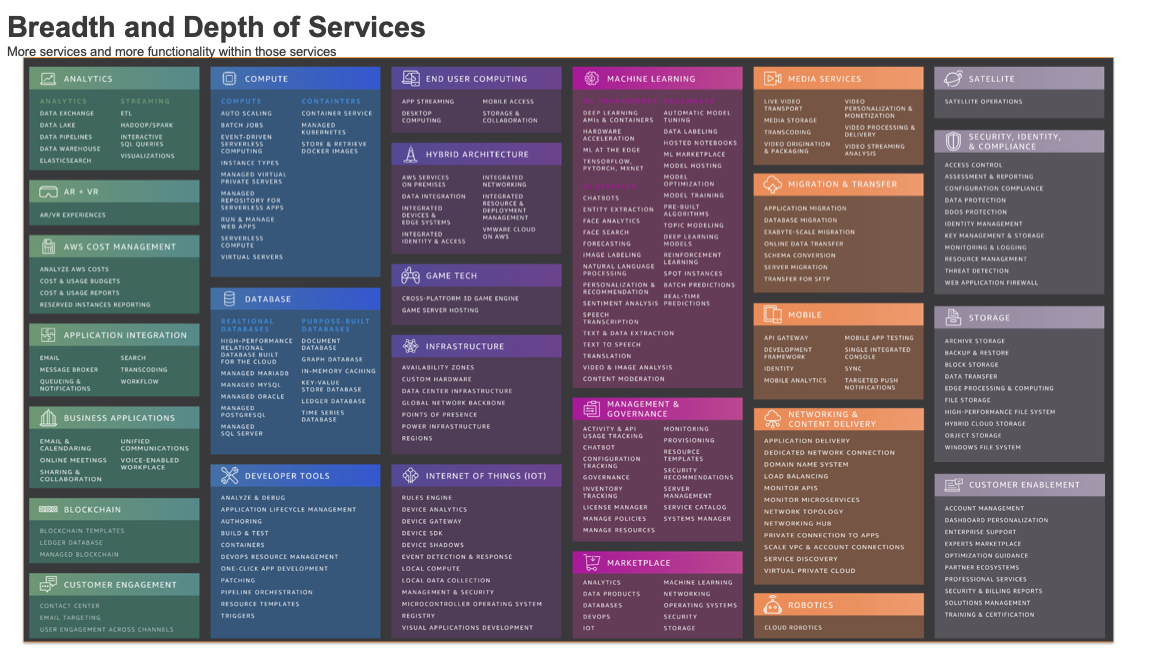 Breadth and Depth of Services
More services and more functionality within those services
ANALYTICS
ANALYTICS
DATA EXCHANGE
DATA LAKE
DATA PIPELINES
DATA WAREHOUSE
ELASTICSEARCH
STREAMING
ETL
HADOOP/SPARK
INTERACTIVE
SQL QUERIES
VISUALIZATIONS
AR + VR
AR/VR EXPERIENCES
AWS COST MANAGEMENT
ANALYZE AWS COSTS
COST & USAGE BUDGETS
COST & USAGE REPORTS
RESERVED INSTANCES REPORTING
APPLICATION INTEGRATION
EMAIL
MESSAGE BROKER
QUEUING &
NOTIFICATIONS
SEARCH
TRANSCODING
WORKFLOW
BUSINESS APPLICATIONS
EMAIL &
CALENDARING
ONLINE MEETINGS
SHARING &
COLLABORATION
UNIFIED
COMMUNICATIONS
VOICE-ENABLED
WORKPLACE
BLOCKCHAIN
BLOCKCHAIN TEMPLATES
LEDGER DATABASE
MANAGED BLOCKCHAIN
CUSTOMER ENGAGEMENT
CONTACT CENTER
EMAIL TARGETING
USER ENGAGEMENT ACROSS CHANNELS
COMPUTE
COMPUTE
AUTO SCALING
BATCH JOBS
EVENT-DRIVEN
SERVERLESS
COMPUTING
INSTANCE TYPES
MANAGED VIRTUAL
PRIVATE SERVERS
MANAGED
REPOSITORY FOR
SERVERLESS APPS
RUN & MANAGE
WEB APPS
SERVERLESS
COMPUTE
VIRTUAL SERVERS
CONTAINTERS
CONTAINER SERVICE
MANAGED
KUBERNETES
STORE & RETRIEVE
DOCKER IMAGES
DATABASE
REALTIONAL
DATABASES
HIGH-PERFORMANCE
RELATIONAL
DATABASE BUILT
FOR THE CLOUD
MANAGED MARIADB
MANAGED MYSQL
MANAGED ORACLE
MANAGED
POSTGRESQL
MANAGED
SQL SERVER
PURPOSE-BUILT
DATABASES
DOCUMENT
DATABASE
GRAPH DATABASE
IN-MEMORY CACHING
KEY-VALUE
STORE DATABASE
LEDGER DATABASE
TIME SERIES
DATABASE
DEVELOPER TOOLS
ANALYZE & DEBUG
APPLICATION LIFECYCLE MANAGEMENT
AUTHORING
BUILD & TEST
CONTAINERS
DEVOPS RESOURCE MANAGEMENT
ONE-CLICK APP DEVELOPMENT
PATCHING
PIPELINE ORCHESTRATION
RESOURCE TEMPLATES
TRIGGERS
END USER COMPUTING
APP STREAMING
DESKTOP
COMPUTING
MOBILE ACCESS
STORAGE &
COLLABORATION
HYBRID ARCHITECTURE
AWS SERVICES
ON PREMISES
DATA INTEGRATION
INTEGRATED
DEVICES &
EDGE SYSTEMS
INTEGRATED
IDENTITY & ACCESS
INTEGRATED
NETWORKING
INTEGRATED
RESOURCE &
DEPLOYMENT
MANAGEMENT
VMWARE CLOUD
ON AWS
GAME TECH
CROSS-PLATFORM 3D GAME ENGINE
GAME SERVER HOSTING
INFRASTRUCTURE
AVAILABILITY ZONES
CUSTOM HARDWARE
DATA CENTER INFRASTRUCTURE
GLOBAL NETWORK BACKBONE
POINTS OF PRESENCE
POWER INFRASTRUCTURE
REGIONS
INTERNET OF THINGS (IOT)
RULES ENGINE
DEVICE ANALYTICS
DEVICE GATEWAY
DEVICE SDK
DEVICE SHADOWS
EVENT DETECTION & RESPONSE
LOCAL COMPUTE
LOCAL DATA COLLECTION
MANAGEMENT & SECURITY
MICROCONTROLLER OPERATING SYSTEM
REGISTRY
VISUAL APPLICATIONS DEVELOPMENT
MACHINE LEARNING
DEEP LEARNING
AMIs & CONTAINERS
HARDWARE
ACCELERATION
ML AT THE EDGE
TENSORFLOW,
PYTORCH, MXNET
CHATBOTS
ENTITY EXTRACTION
FACE ANALYTICS
FACE SEARCH
FORECASTING
IMAGE LABELING
NATURAL LANGUAGE
PROCESSING
PERSONALIZATION &
RECOMMENDATION
SENTIMENT ANALYSIS
SPEECH
TRANSCRIPTION
TEXT & DATA EXTRACTION
TEXT TO SPEECH
TRANSLATION
VIDEO & IMAGE ANALYSIS
CONTENT MODERATION
AUTOMATIC MODEL
TUNING
DATA LABELING
HOSTED NOTEBOOKS
ML MARKETPLACE
MODEL HOSTING
MODEL
OPTIMIZATION
MODEL TRAINING
PRE-BUILT
ALGORITHMS
TOPIC MODELING
DEEP LEARNING
MODELS
REINFORCEMENT
LEARNING
SPOT INSTANCES
BATCH PREDICTIONS
REAL-TIME
PREDICTIONS
MANAGEMENT &
GOVERNANCE
ACTIVITY & API
USAGE TRACKING
CHATBOT
CONFIGURATION
TRACKING
GOVERNANCE
INVENTORY
TRACKING
LICENSE MANAGER
MANAGE POLICIES
MANAGE RESOURCES
MONITORING
PROVISIONING
RESOURCE
TEMPLATES
SECURITY
RECOMMENDATIONS
SERVER
MANAGEMENT
SERVICE CATALOG
SYSTEMS MANAGER
MARKETPLACE
ANALYTICS
DATA PRODUCTS
DATABASES
DEVOPS
IOT
MACHINE LEARNING
NETWORKING
OPERATING SYSTEMS
SECURITY
STORAGE
MEDIA SERVICES
LIVE VIDEO
TRANSPORT
MEDIA STORAGE
TRANSCODING
VIDEO ORIGINATION
& PACKAGING
VIDEO
PERSONALIZATION &
MONETIZATION
VIDEO PROCESSING &
DELIVERY
VIDEO STREAMING
ANALYSIS
MIGRATION & TRANSFER
APPLICATION MIGRATION
DATABASE MIGRATION
EXABYTE-SCALE MIGRATION
ONLINE DATA TRANSFER
SCHEMA CONVERSION
SERVER MIGRATION
TRANSFER FOR SFTP
MOBILE
API GATEWAY
DEVELOPMENT
FRAMEWORK
IDENTITY
MOBILE ANALYTICS
MOBILE APP TESTING
SINGLE INTEGRATED
CONSOLE
SYNC
TARGETED PUSH
NOTIFICATIONS
NETWORKING &
CONTENT DELIVERY
APPLICATION DELIVERY
DEDICATED NETWORK CONNECTION
DOMAIN NAME SYSTEM
LOAD BALANCING
MONITOR APIS
MONITOR MICROSERVICES
NETWORK TOPOLOGY
NETWORKING HUB
PRIVATE CONNECTION TO APPS
SCALE VPC & ACCOUNT CONNECTIONS
SERVICE DISCOVERY
VIRTUAL PRIVATE CLOUD
ROBOTICS
CLOUD ROBOTICS
SATELLITE
SATELLITE OPERATIONS
SECURITY, IDENTITY,
& COMPLIANCE
ACCESS CONTROL
ASSESSMENT & REPORTING
CONFIGURATION COMPLIANCE
DATA PROTECTION
DDOS PROTECTION
IDENTITY MANAGEMENT
KEY MANAGEMENT & STORAGE
MONITORING & LOGGING
RESOURCE MANAGEMENT
THREAT DETECTION
WEB APPLICATION FIREWALL
STORAGE
ARCHIVE STORAGE
BACKUP & RESTORE
BLOCK STORAGE
DATA TRANSFER
EDGE PROCESSING & COMPUTING
FILE STORAGE
HIGH-PERFORMANCE FILE SYSTEM
HYBRID CLOUD STORAGE
OBJECT STORAGE
WINDOWS FILE SYSTEM
CUSTOMER ENABLEMENT
ACCOUNT MANAGEMENT
DASHBOARD PERSONALIZATION
ENTERPRISE SUPPORT
EXPERTS MARKETPLACE
OPTIMIZATION GUIDANCE
PARTNER ECOSYSTEMS
PROFESSIONAL SERVICES
SECURITY & BILLING REPORTS
SOLUTIONS MANAGEMENT
TRAINING & CERTIFICATION